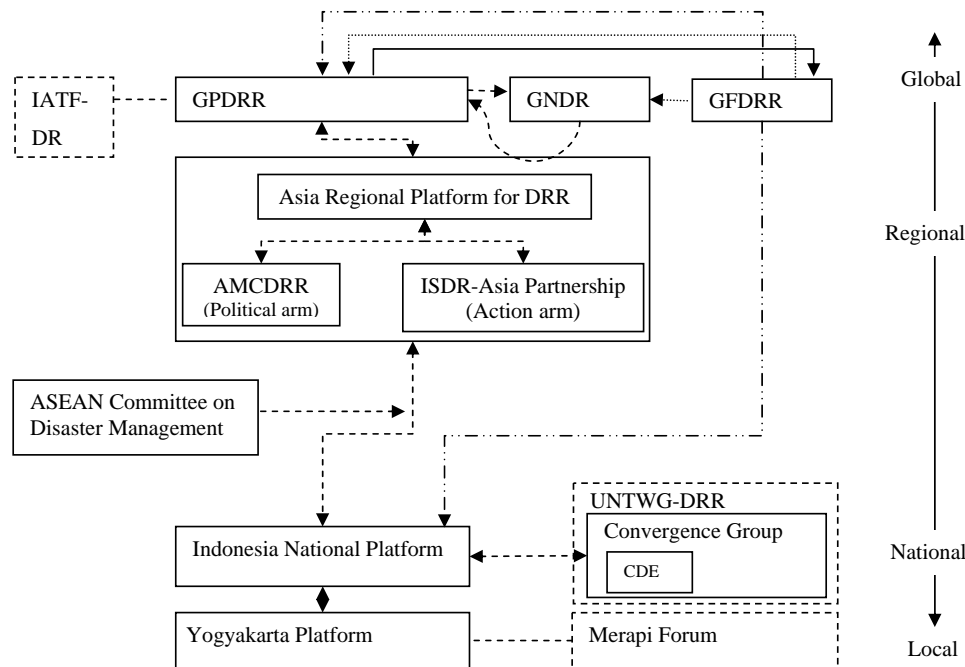 Global
IATF-
DR
GPDRR
GNDR
GFDRR
Asia Regional Platform for DRR
Regional
AMCDRR
(Political arm)
ISDR-Asia Partnership
(Action arm)
ASEAN Committee on
Disaster Management
UNTWG-DRR
Convergence Group
CDE
Indonesia National Platform
National
Yogyakarta Platform
Merapi Forum
Local